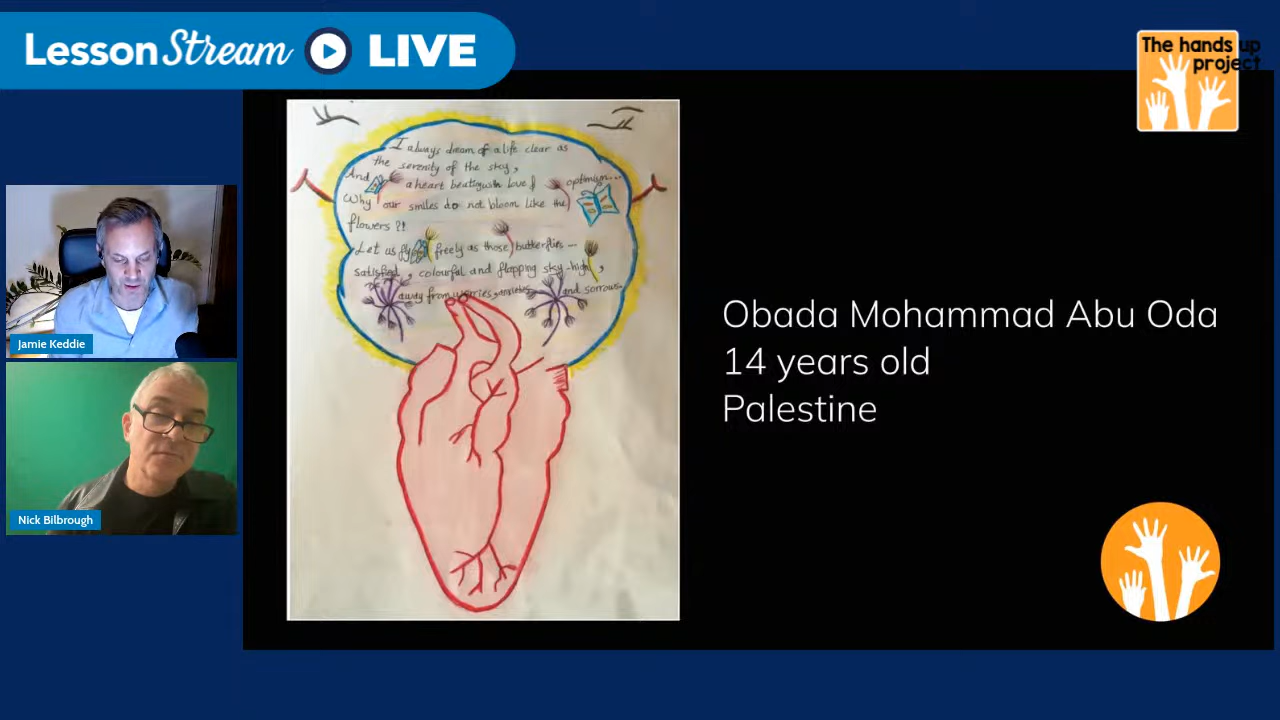 LessonStream LIVE
The hands up
project
I always dream of a life clear as
the serenity of the sky,
And a heart beating with love & optimism...
Why our smiles do not bloom like the
flowers ?!
Let us fly freely as those butterflies -
satisfied, colourful and flapping sky-high,
away from worries, anxieties and sorrows.
Jamie Keddie
Nick Bilbrough
Obada Mohammad Abu Oda
14 years old
Palestine